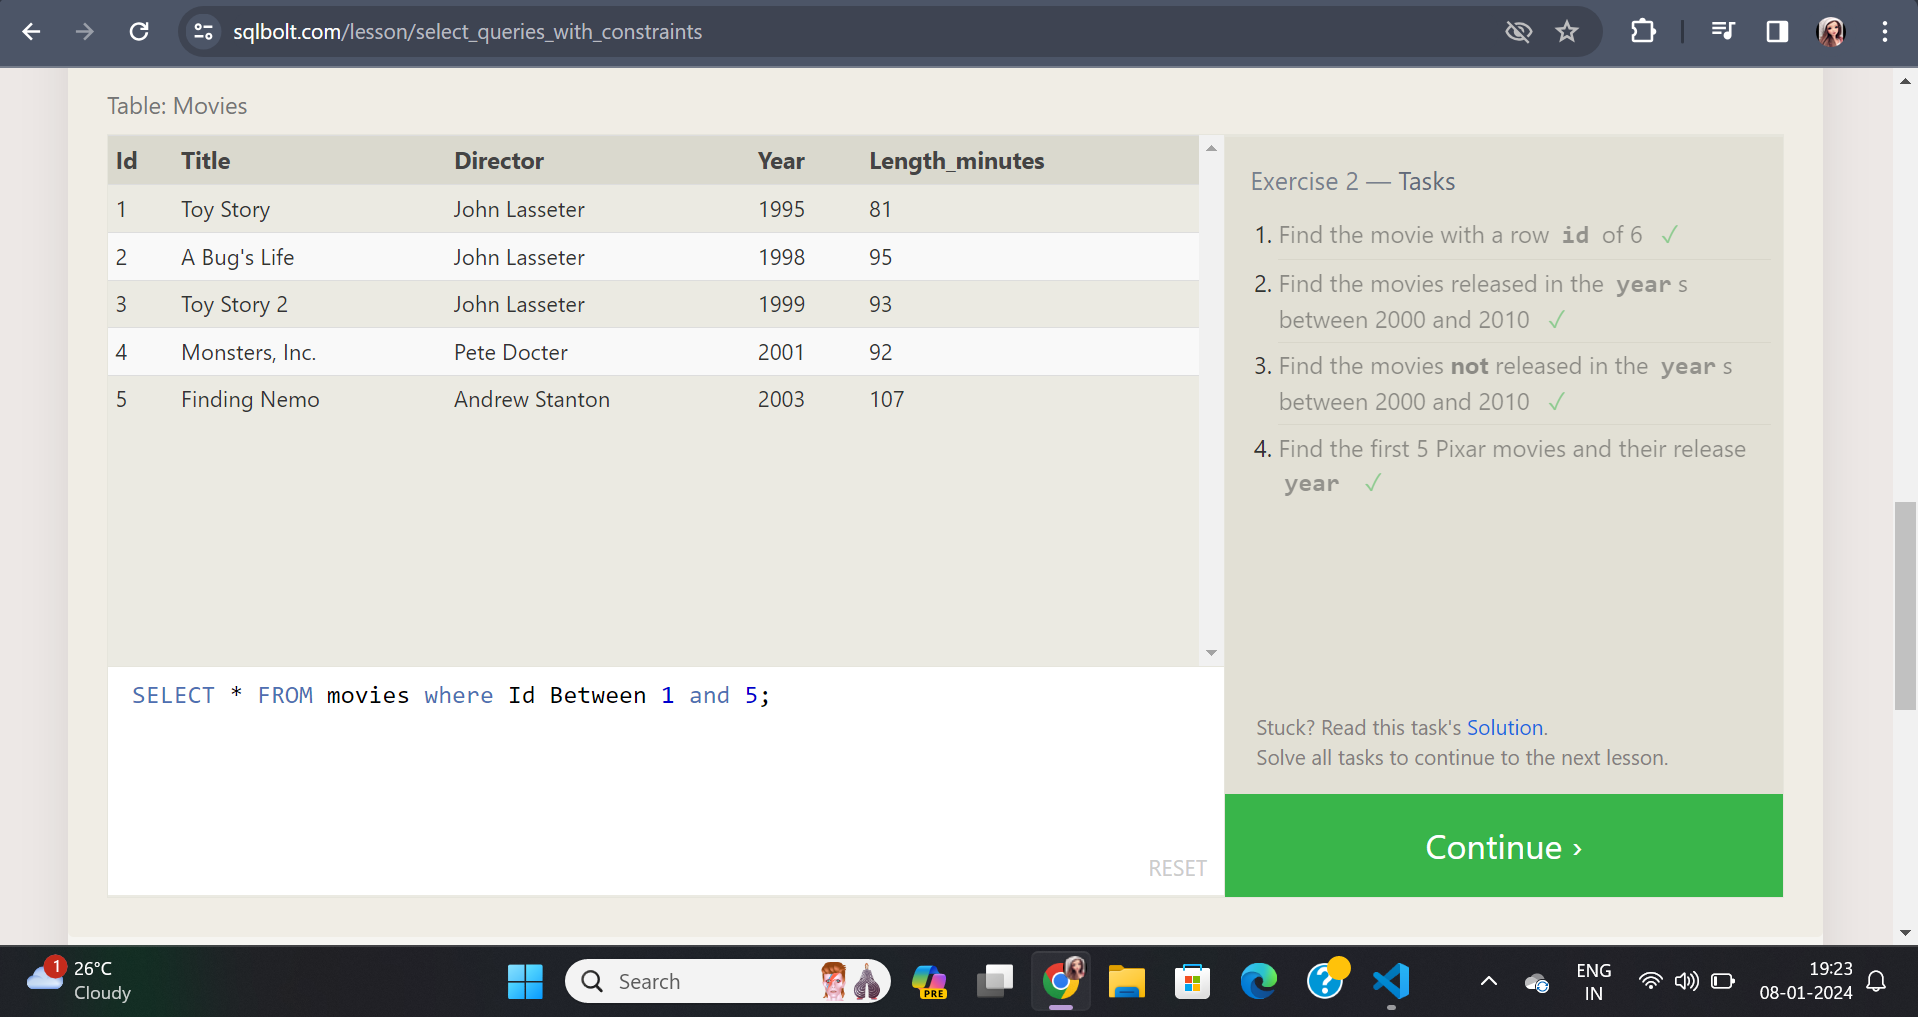 sqlbolt.com/lesson/select_queries_with_constraints
Table: Movies
Id Title Director Year Length_minutes
1 Toy Story John Lasseter 1995 81
2 A Bug's Life John Lasseter 1998 95
3 Toy Story 2 John Lasseter 1999 93
4 Monsters, Inc. Pete Docter 2001 92
5 Finding Nemo Andrew Stanton 2003 107
SELECT * FROM movies where Id Between 1 and 5;
RESET
Exercise 2 — Tasks
1. Find the movie with a row id of 6 ✓
2. Find the movies released in the year s
between 2000 and 2010 ✓
3. Find the movies not released in the year s
between 2000 and 2010 ✓
4. Find the first 5 Pixar movies and their release
year ✓
Stuck? Read this task's Solution.
Solve all tasks to continue to the next lesson.
Continue ›
1
26°C
Cloudy
Search
PRE
ENG
IN
19:23
08-01-2024